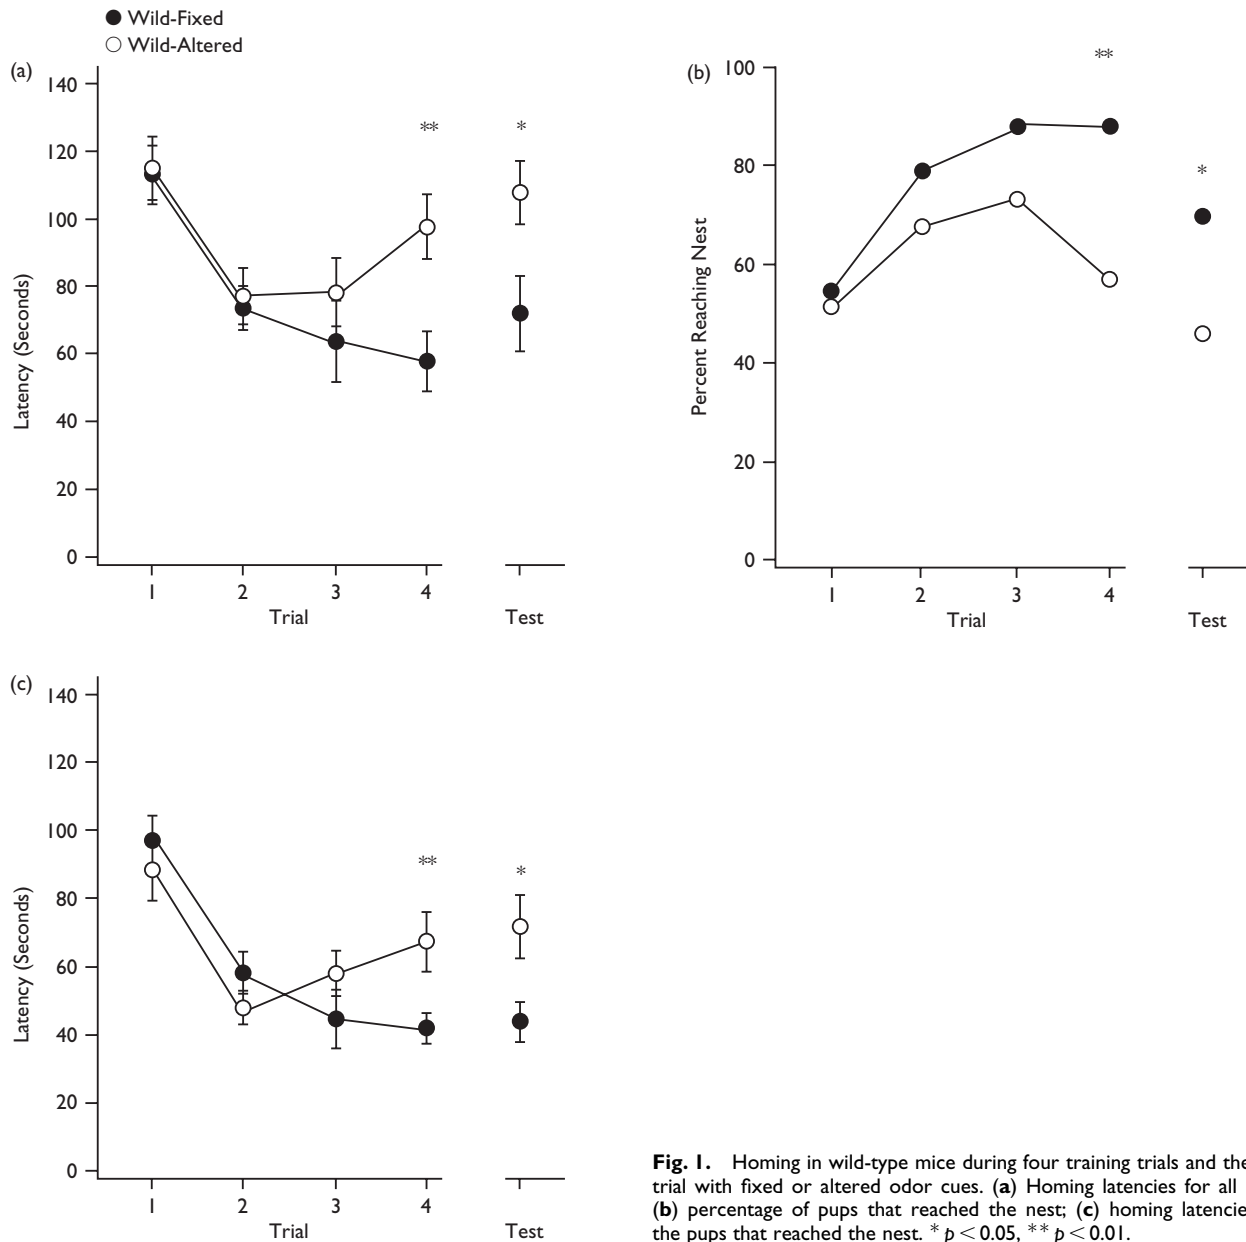 Wild-Fixed
Wild-Altered
(a)
140
120
100
80
60
40
20
0
Latency (Seconds)
** *
1 2 3 4
Trial Test
(b)
100
80
60
40
20
0
Percent Reaching Nest
**
*
1 2 3 4
Trial Test
(c)
140
120
100
80
60
40
20
0
Latency (Seconds)
** *
1 2 3 4
Trial Test
Fig. 1. Homing in wild-type mice during four training trials and the
trial with fixed or altered odor cues. (a) Homing latencies for all
(b) percentage of pups that reached the nest; (c) homing latencie
the pups that reached the nest. * p < 0.05, ** p < 0.01.